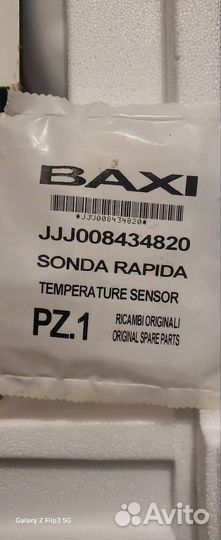 BAXI
*JJJ008434820*
JJJ008434820
SONDA RAPIDA
TEMPERATURE SENSOR
PZ.1
RICAMBI ORIGINALI
ORIGINAL SPARE PARTS
Galaxy Z Flip3 5G
Avito